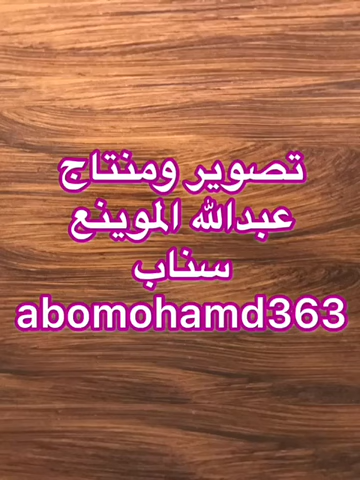 تصوير ومنتاج
عبدالله الموينع
سناب
abomohamd363